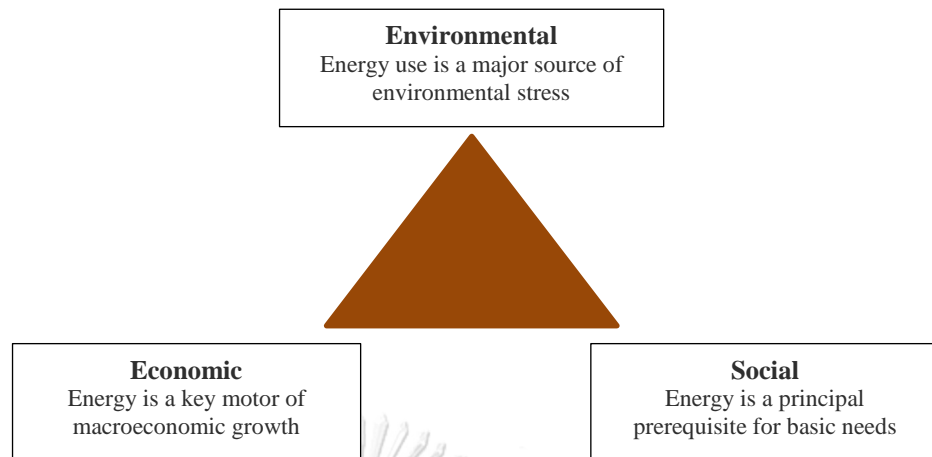 Environmental
Energy use is a major source of
environmental stress
Economic
Energy is a key motor of
macroeconomic growth
Social
Energy is a principal
prerequisite for basic needs